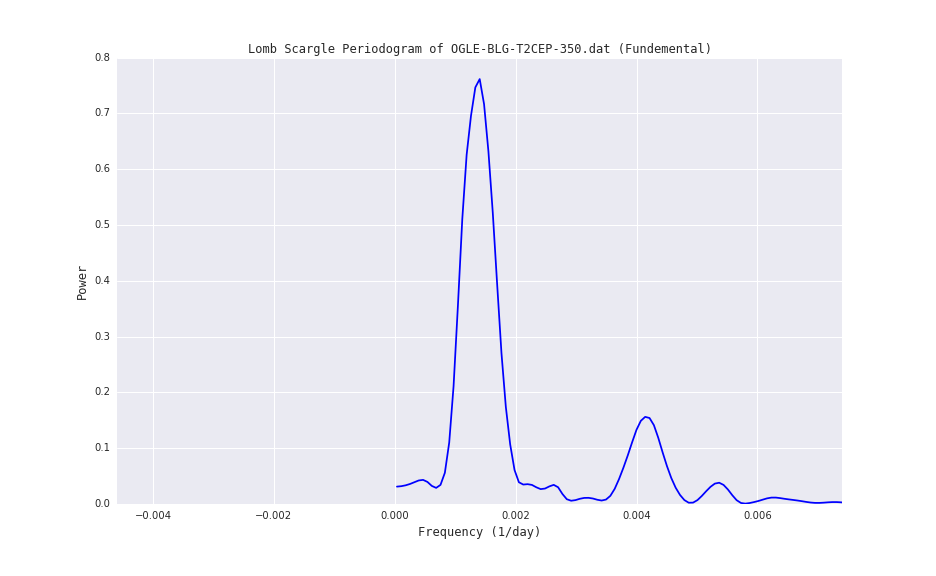 Lomb Scargle Periodogram of OGLE-BLG-T2CEP-350.dat (Fundemental)
0.8
0.7
0.6
0.5
0.4
0.3
0.2
0.1
0.0
Power
−0.004 −0.002 0.000 0.002 0.004 0.006
Frequency (1/day)